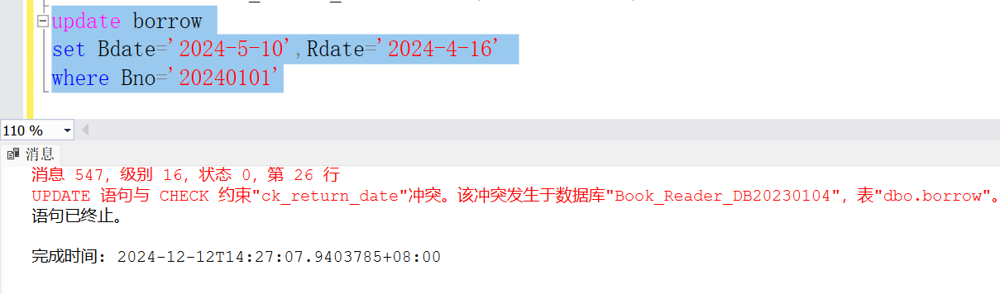 update borrow
set Bdate='2024-5-10',Rdate='2024-4-16'
where Bno='20240101'
110 %
消息
消息 547，级别 16，状态 0，第 26 行
UPDATE 语句与 CHECK 约束"ck_return_date"冲突。该冲突发生于数据库"Book_Reader_DB20230104"，表"dbo.borrow"。
语句已终止。
完成时间: 2024-12-12T14:27:07.9403785+08:00